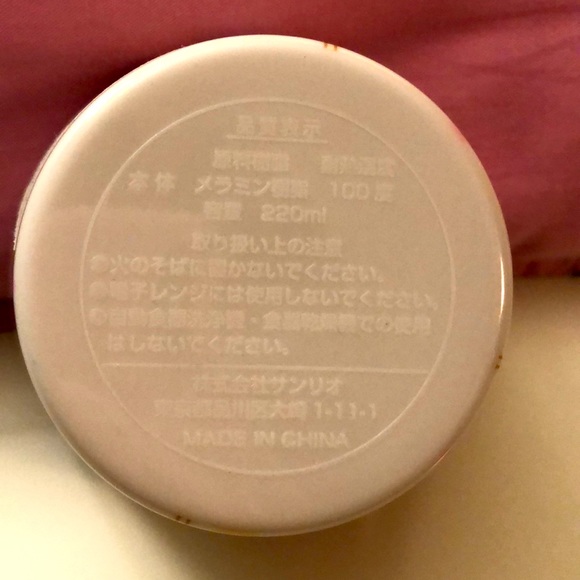 品質表示
原料樹脂 耐熱温度
本体 メラミン樹脂 100度
容量 220ml
取り扱い上の注意
●火のそばに置かないでください。
●電子レンジには使用しないでください。
●自動食器洗浄器・食器乾燥器での使用
はしないでください。
株式会社サンリオ
東京都品川区大崎1-11-1
MADE IN CHINA